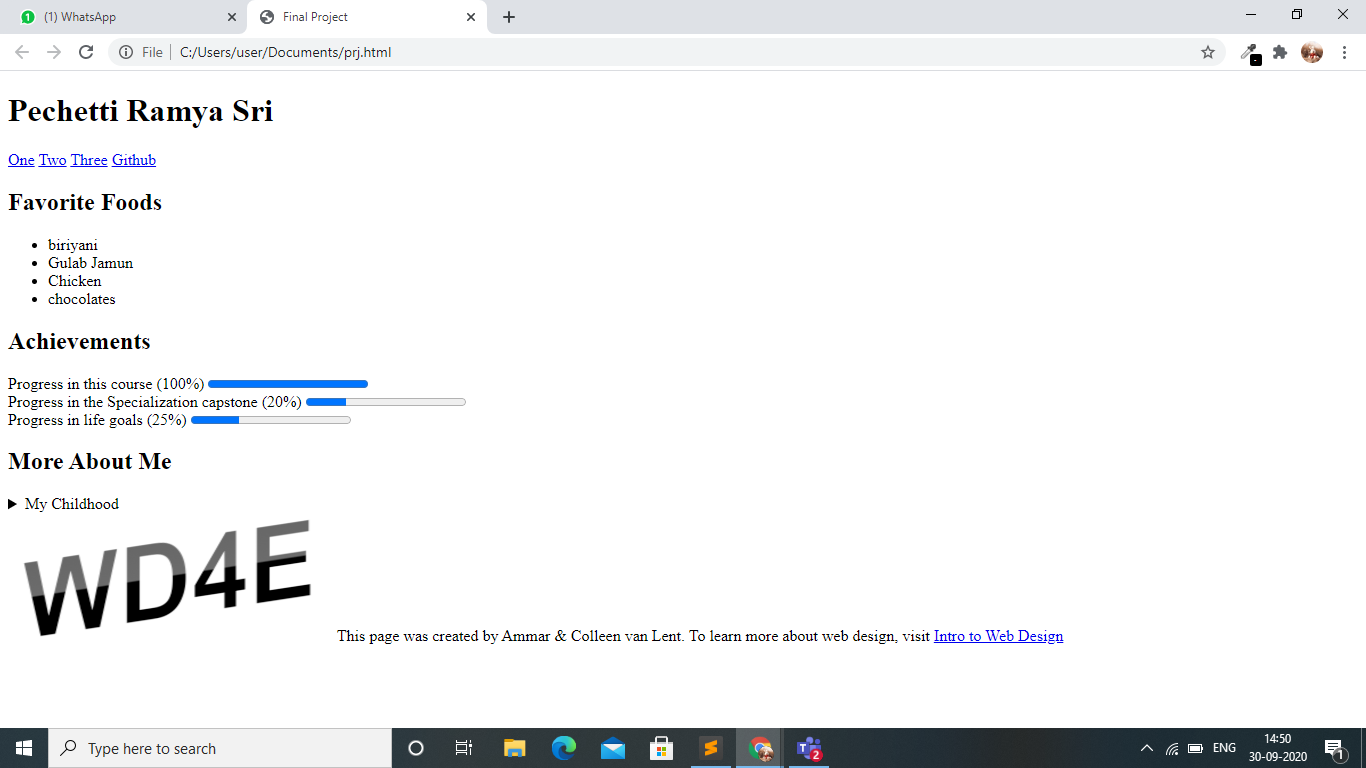 (1) WhatsApp
Final Project
File
C:/Users/user/Documents/prj.html
Pechetti Ramya Sri
One Two Three Github
Favorite Foods
biriyani
Gulab Jamun
Chicken
chocolates
Achievements
Progress in this course (100%)
Progress in the Specialization capstone (20%)
Progress in life goals (25%)
More About Me
My Childhood
WD4E
This page was created by Ammar & Colleen van Lent. To learn more about web design, visit Intro to Web Design
Type here to search
2
ENG
14:50
30-09-2020
1